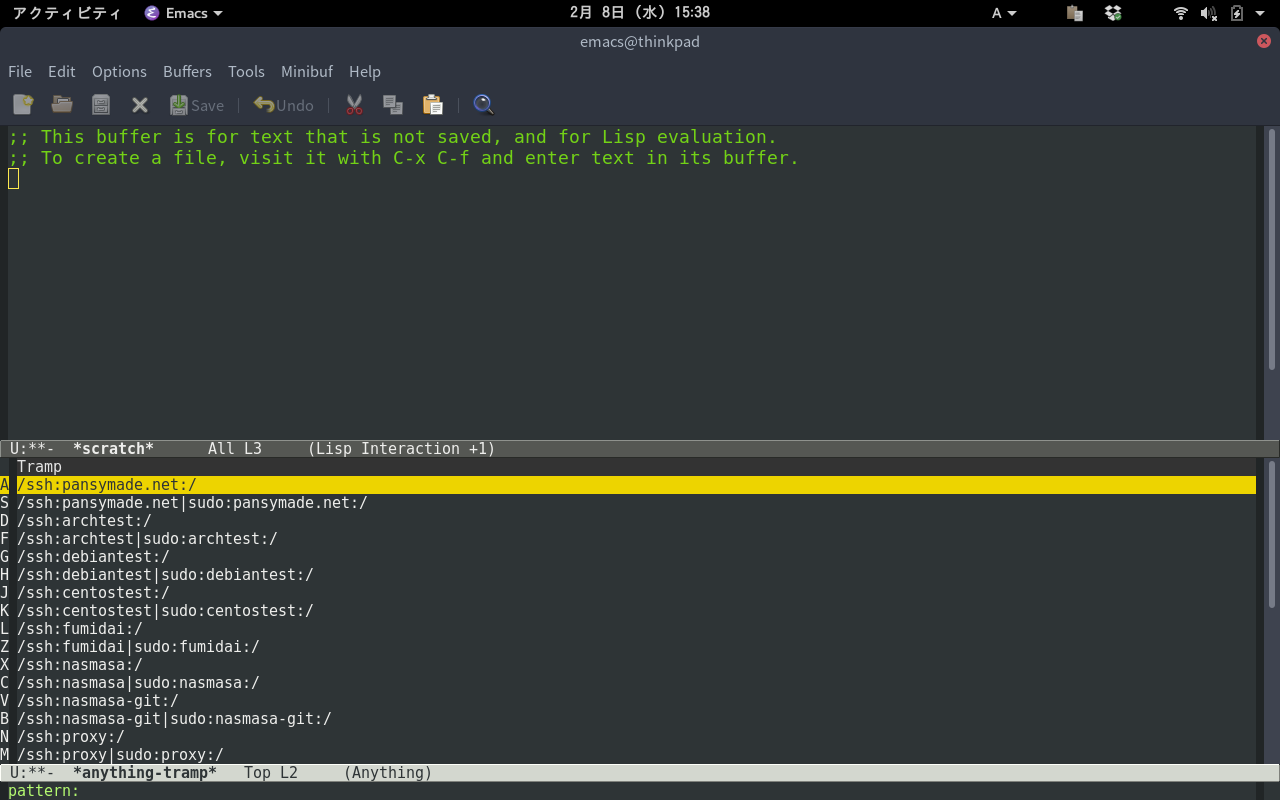 アクティビティ Emacs 2月 8日 (水) 15:38 A
emacs@thinkpad
File Edit Options Buffers Tools Minibuf Help
Save Undo
;; This buffer is for text that is not saved, and for Lisp evaluation.
;; To create a file, visit it with C-x C-f and enter text in its buffer.
U:**-  *scratch*      All L3     (Lisp Interaction +1)
Tramp
A /ssh:pansymade.net:/
S /ssh:pansymade.net|sudo:pansymade.net:/
D /ssh:archtest:/
F /ssh:archtest|sudo:archtest:/
G /ssh:debiantest:/
H /ssh:debiantest|sudo:debiantest:/
J /ssh:centostest:/
K /ssh:centostest|sudo:centostest:/
L /ssh:fumidai:/
Z /ssh:fumidai|sudo:fumidai:/
X /ssh:nasmasa:/
C /ssh:nasmasa|sudo:nasmasa:/
V /ssh:nasmasa-git:/
B /ssh:nasmasa-git|sudo:nasmasa-git:/
N /ssh:proxy:/
M /ssh:proxy|sudo:proxy:/
U:**-  *anything-tramp*   Top L2     (Anything)
pattern: